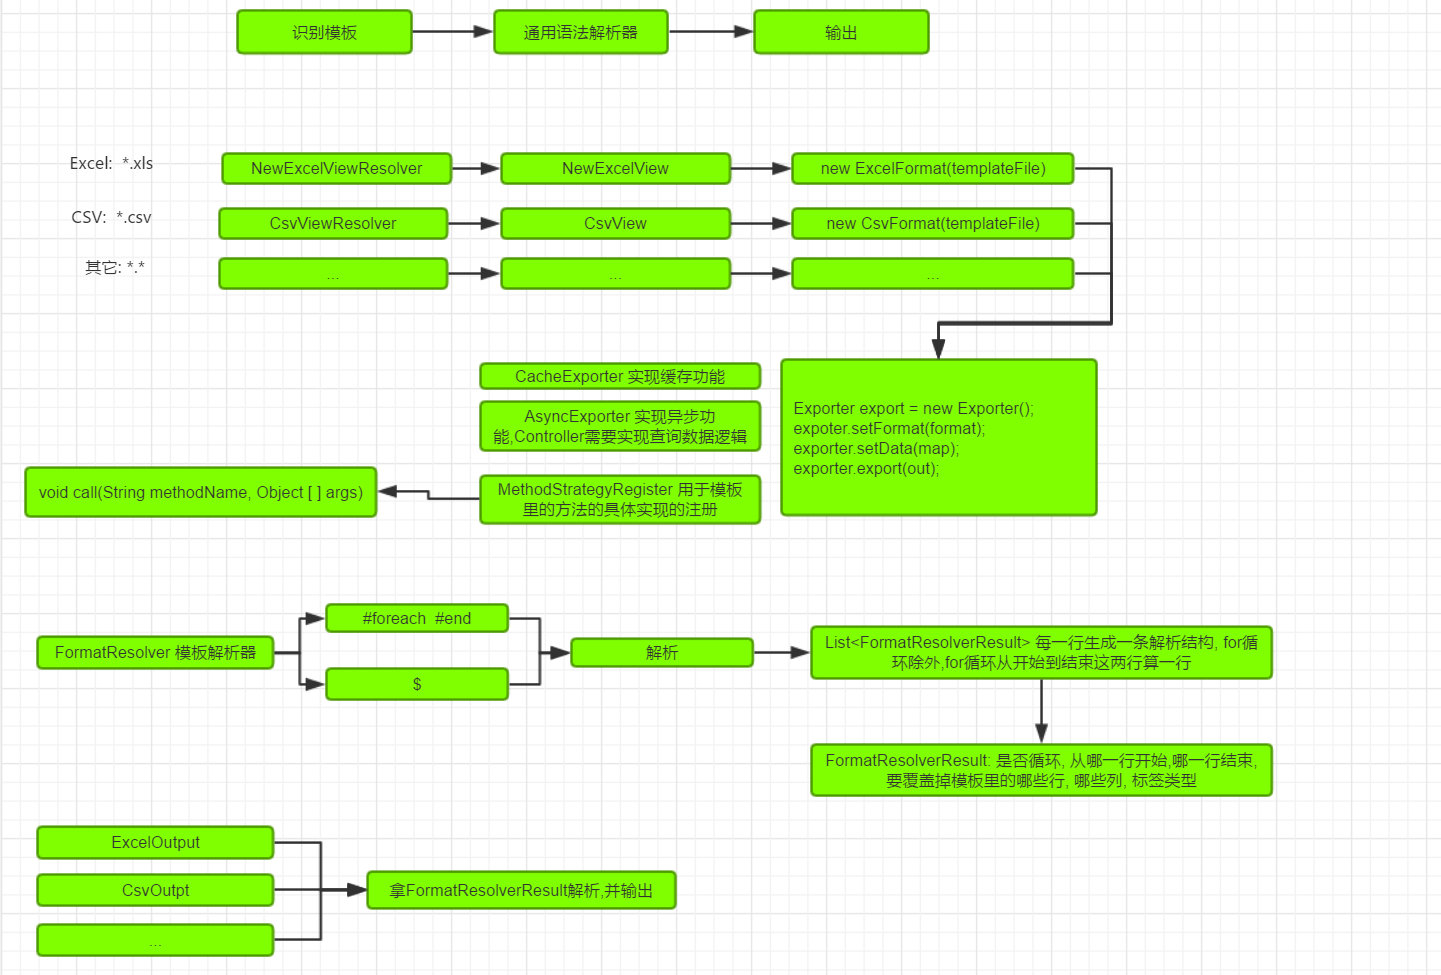 识别模板
通用语法解析器
输出
Excel:  *.xls
NewExcelViewResolver
NewExcelView
new ExcelFormat(templateFile)
CSV:  *.csv
CsvViewResolver
CsvView
new CsvFormat(templateFile)
其它: *.*
...
...
...
CacheExporter 实现缓存功能
AsyncExporter 实现异步功
能,Controller需要实现查询数据逻辑
Exporter export = new Exporter();
expoter.setFormat(format);
exporter.setData(map);
exporter.export(out);
void call(String methodName, Object [ ] args)
MethodStrategyRegister 用于模板
里的方法的具体实现的注册
FormatResolver 模板解析器
#foreach  #end
$
解析
List<FormatResolverResult> 每一行生成一条解析结构, for循
环除外,for循环从开始到结束这两行算一行
FormatResolverResult: 是否循环, 从哪一行开始,哪一行结束,
要覆盖掉模板里的哪些行, 哪些列, 标签类型
ExcelOutput
CsvOutpt
...
拿FormatResolverResult解析,并输出